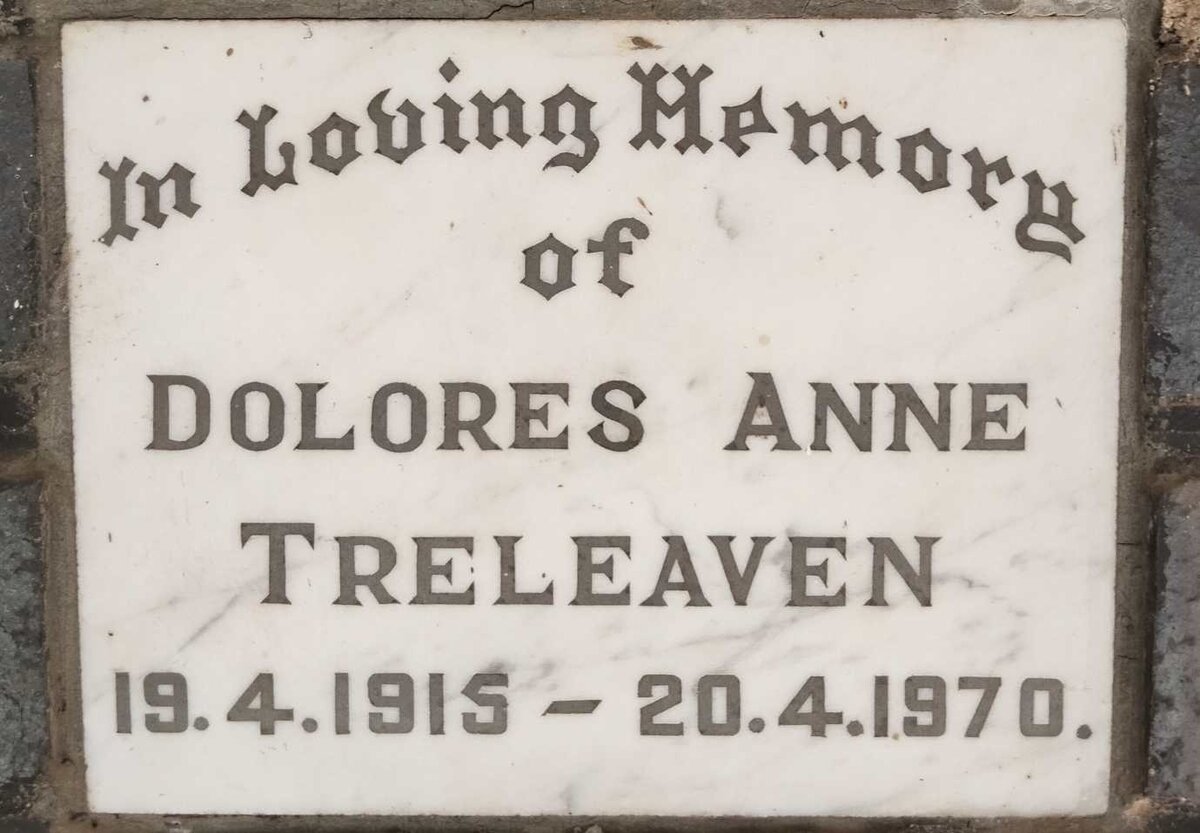 In Loving Memory
of
DOLORES ANNE
TRELEAVEN
19.4.1915 - 20.4.1970.